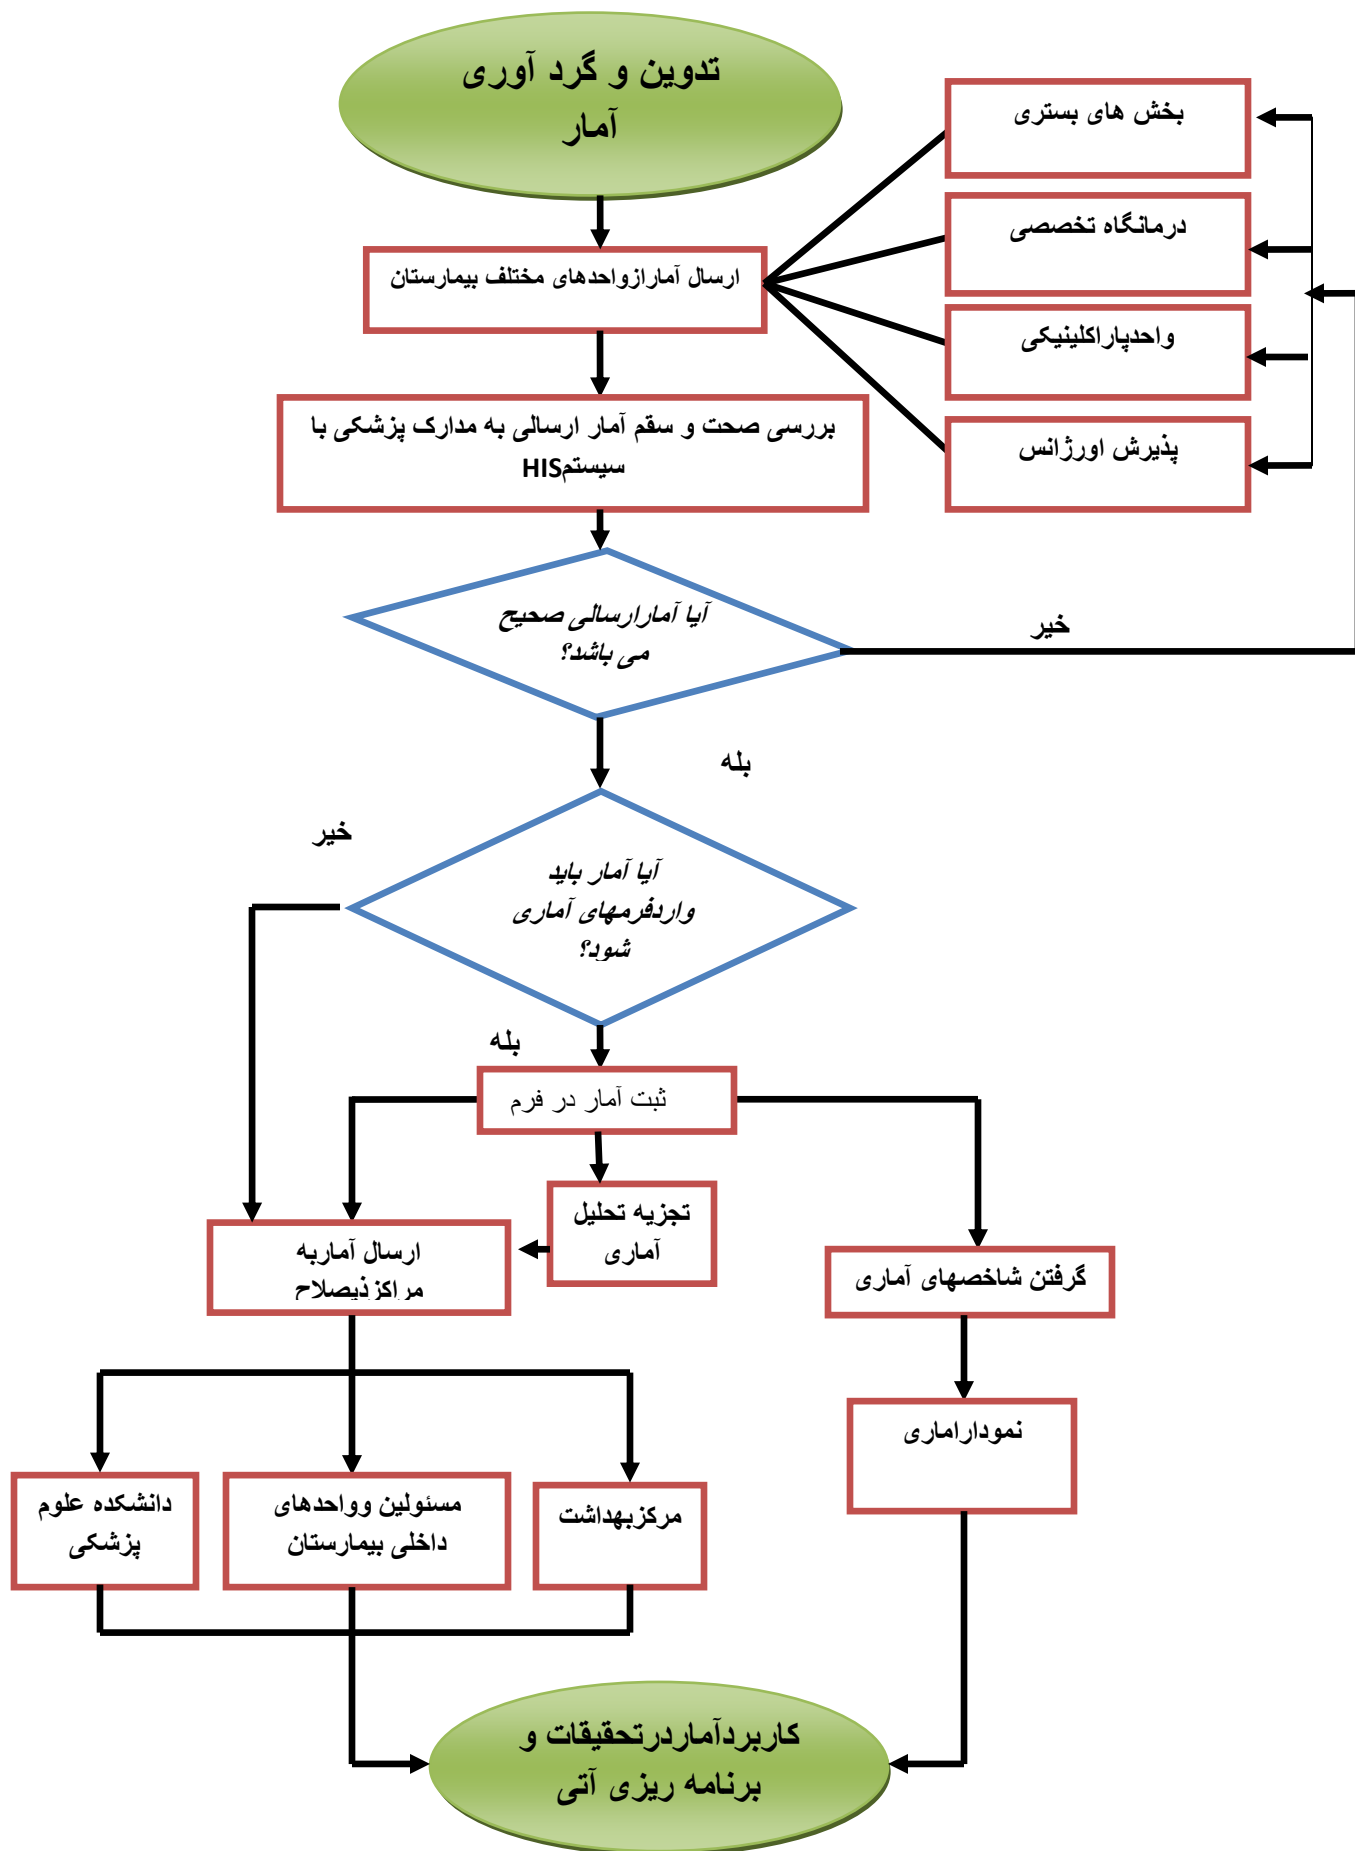 تدوین و گرد آوری
آمار
بخش های بستری
درمانگاه تخصصی
ارسال آمارازواحدهای مختلف بیمارستان
واحدپاراکلینیکی
پذیرش اورژانس
بررسی صحت و سقم آمار ارسالی به مدارک پزشکی با
سیستمHIS
آیا آمارارسالی صحیح
می باشد؟
خیر
بله
خیر
آیا آمار باید
واردفرمهای آماری
شود؟
بله
ثبت آمار در فرم
تجزیه تحلیل
آماری
ارسال آماربه
مراکزذیصلاح
گرفتن شاخصهای آماری
نموداراماری
دانشکده علوم
پزشکی
مسئولین وواحدهای
داخلی بیمارستان
مرکزبهداشت
کاربردآماردرتحقیقات و
برنامه ریزی آتی